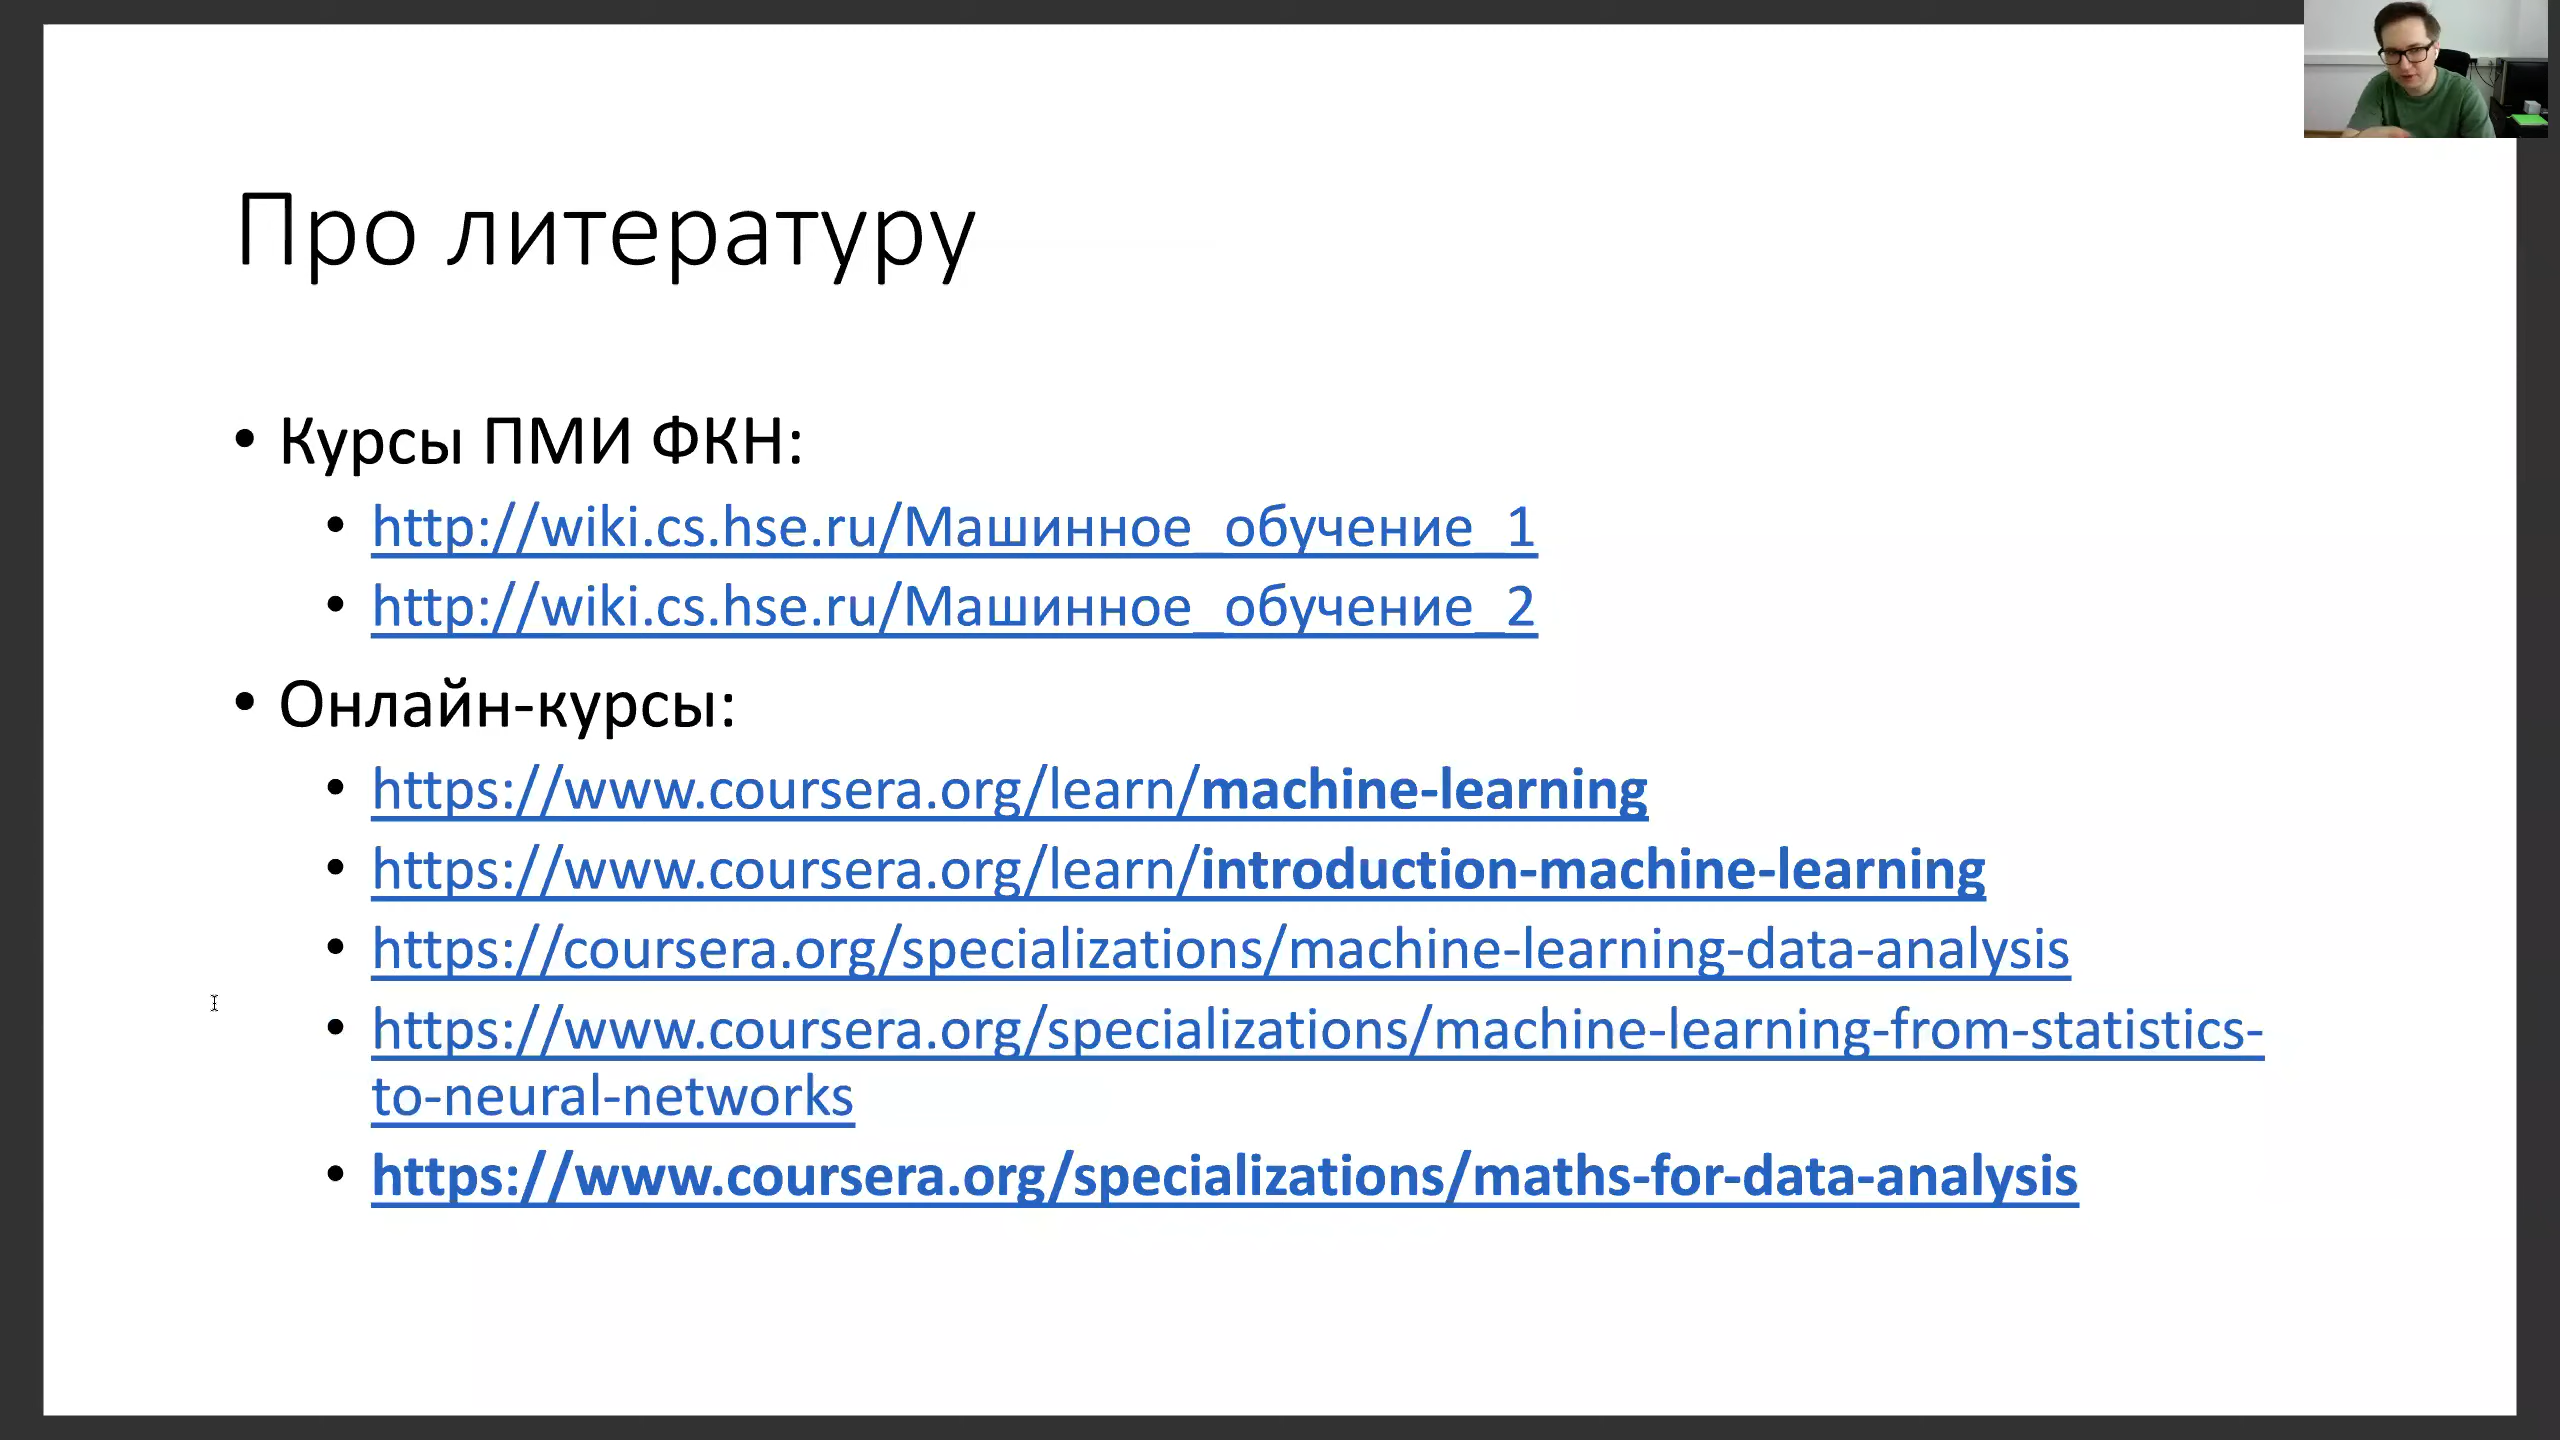 Про литературу
• Курсы ПМИ ФКН:
• http://wiki.cs.hse.ru/Машинное_обучение_1
• http://wiki.cs.hse.ru/Машинное_обучение_2
• Онлайн-курсы:
• https://www.coursera.org/learn/machine-learning
• https://www.coursera.org/learn/introduction-machine-learning
• https://coursera.org/specializations/machine-learning-data-analysis
• https://www.coursera.org/specializations/machine-learning-from-statistics-
to-neural-networks
• https://www.coursera.org/specializations/maths-for-data-analysis